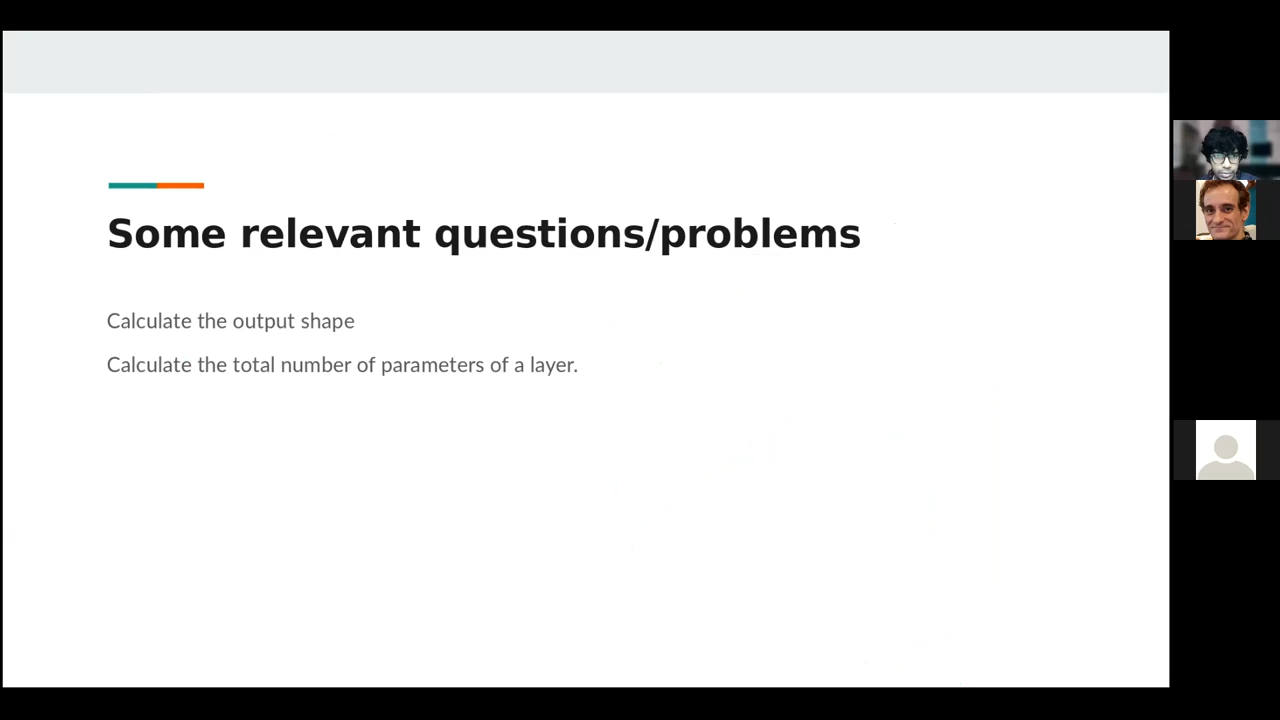 Some relevant questions/problems
Calculate the output shape
Calculate the total number of parameters of a layer.